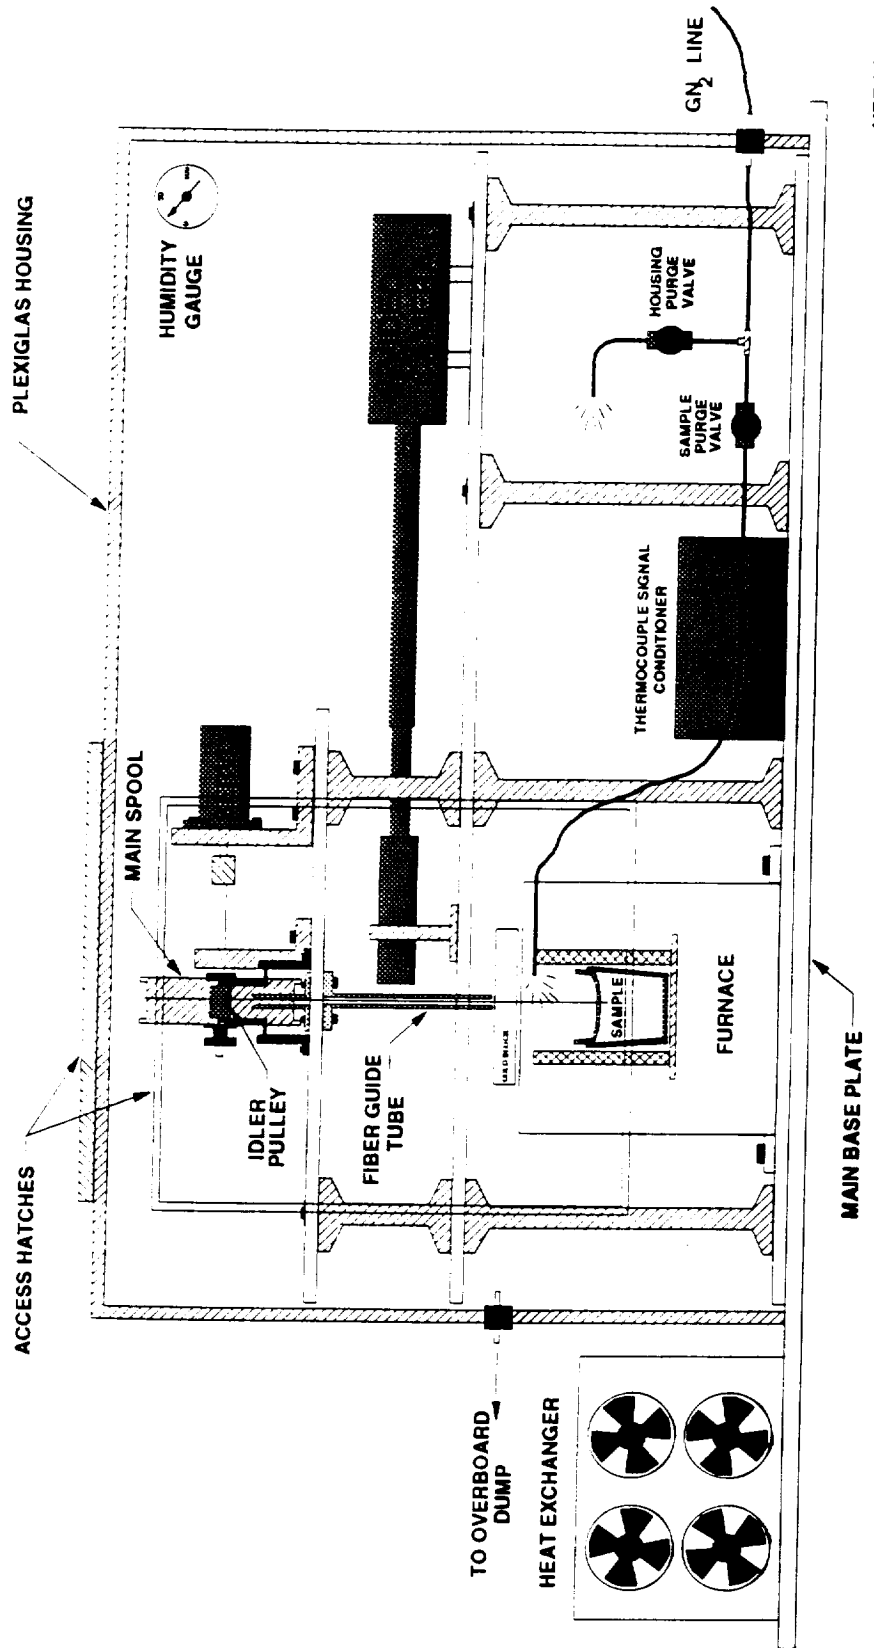 ACCESS HATCHES
PLEXIGLAS HOUSING
MAIN SPOOL
HUMIDITY
GAUGE
IDLER
PULLEY
FIBER GUIDE
TUBE
TO OVERBOARD
DUMP
HEAT EXCHANGER
SAMPLE
FURNACE
THERMOCOUPLE SIGNAL
CONDITIONER
SAMPLE
PURGE
VALVE
HOUSING
PURGE
VALVE
GN2 LINE
MAIN BASE PLATE